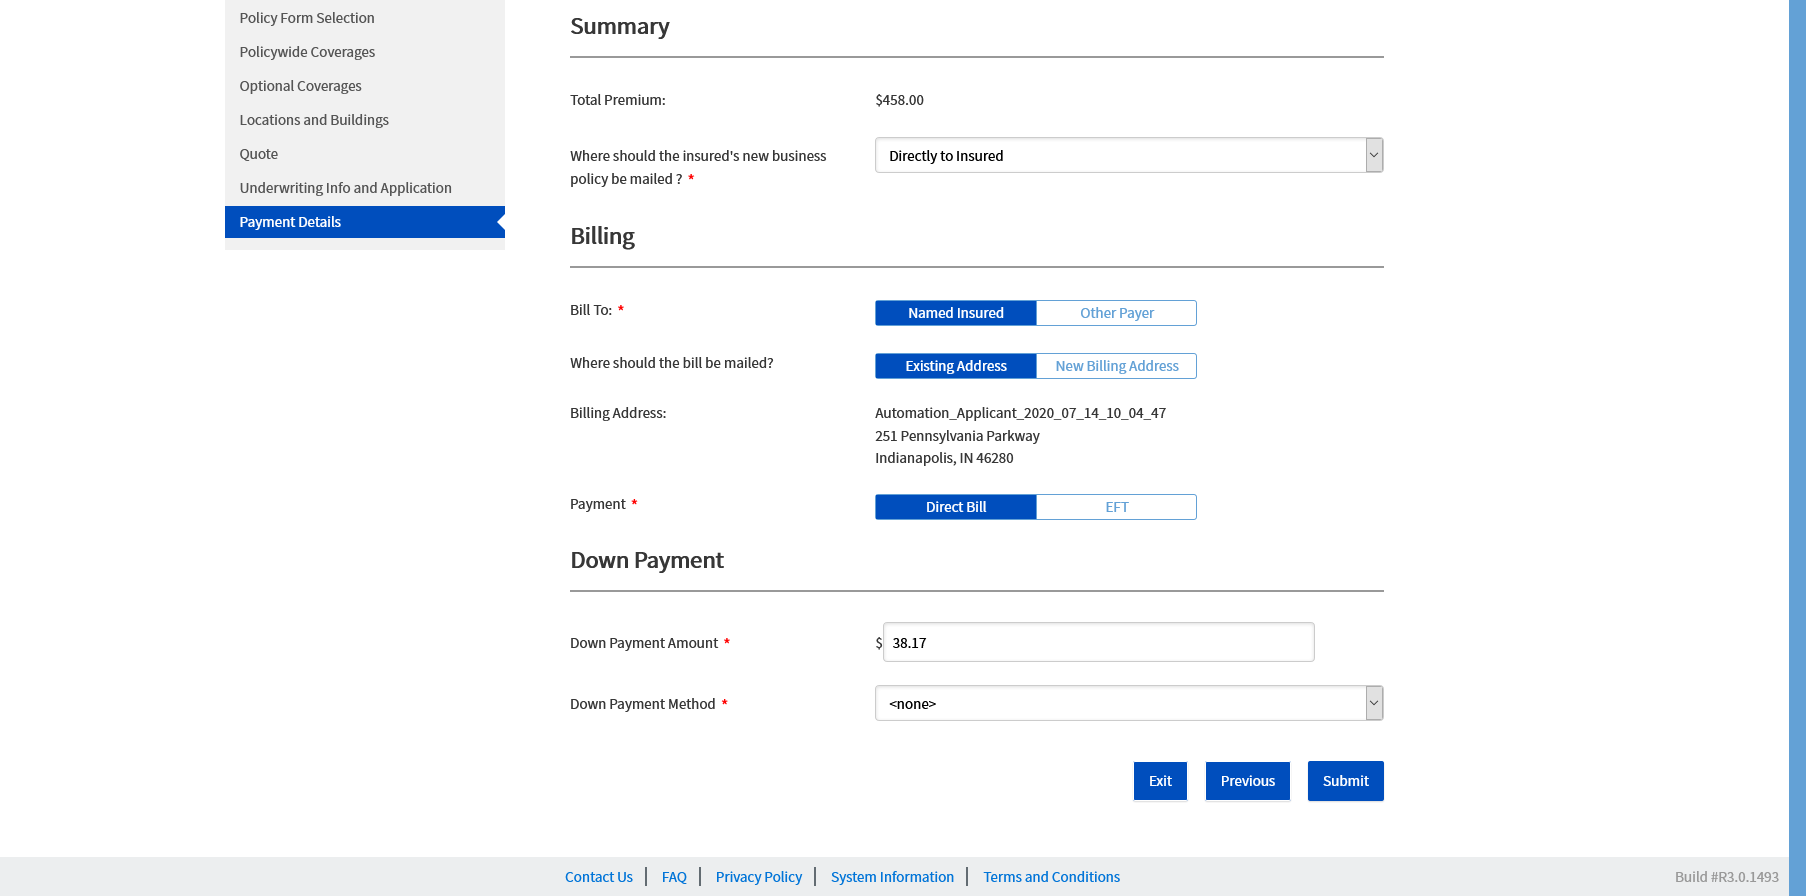 Policy Form Selection
Policywide Coverages
Optional Coverages
Locations and Buildings
Quote
Underwriting Info and Application
Payment Details
Summary
Total Premium: $458.00
Where should the insured's new business
policy be mailed ? *
Directly to Insured
Billing
Bill To: * Named Insured Other Payer
Where should the bill be mailed? Existing Address New Billing Address
Billing Address: Automation_Applicant_2020_07_14_10_04_47
251 Pennsylvania Parkway
Indianapolis, IN 46280
Payment * Direct Bill EFT
Down Payment
Down Payment Amount * $ 38.17
Down Payment Method * <none>
Exit Previous Submit
Contact Us | FAQ | Privacy Policy | System Information | Terms and Conditions Build #R3.0.1493